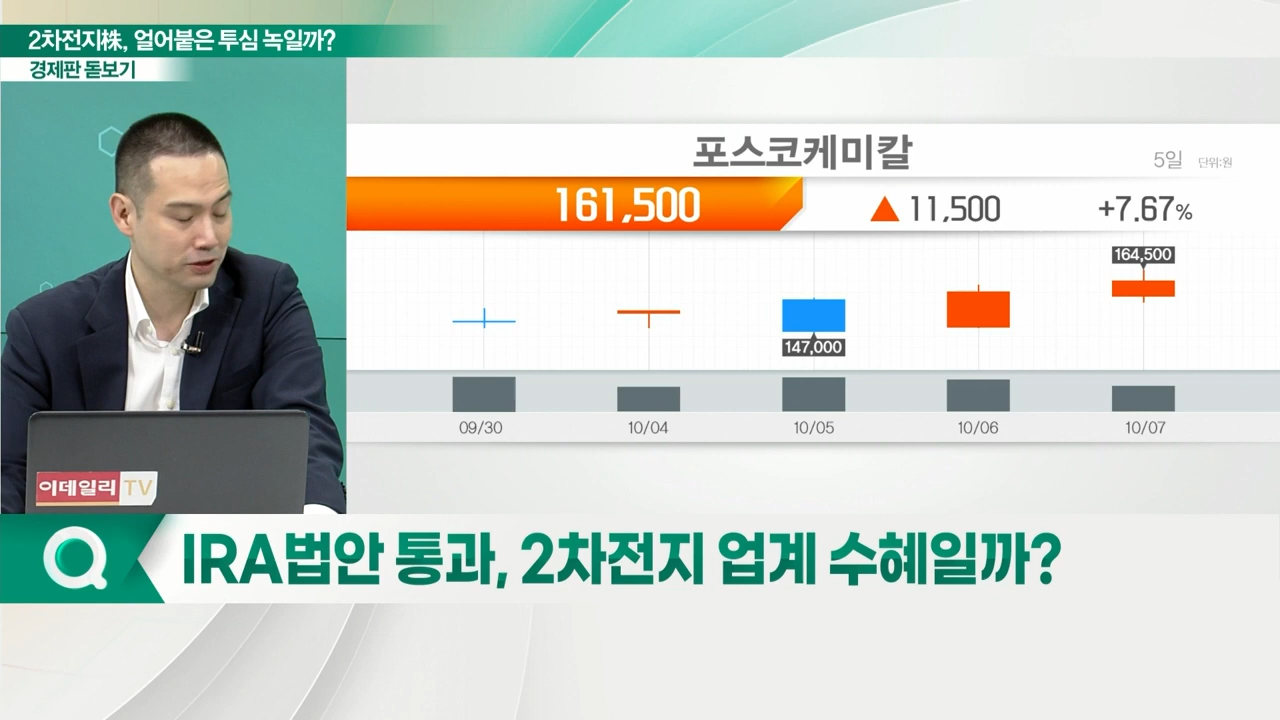 2차전지株, 얼어붙은 투심 녹일까?
경제판 돋보기
포스코케미칼
5일 단위:원
161,500 ▲ 11,500 +7.67%
164,500
147,000
09/30 10/04 10/05 10/06 10/07
이데일리 TV
IRA법안 통과, 2차전지 업계 수혜일까?